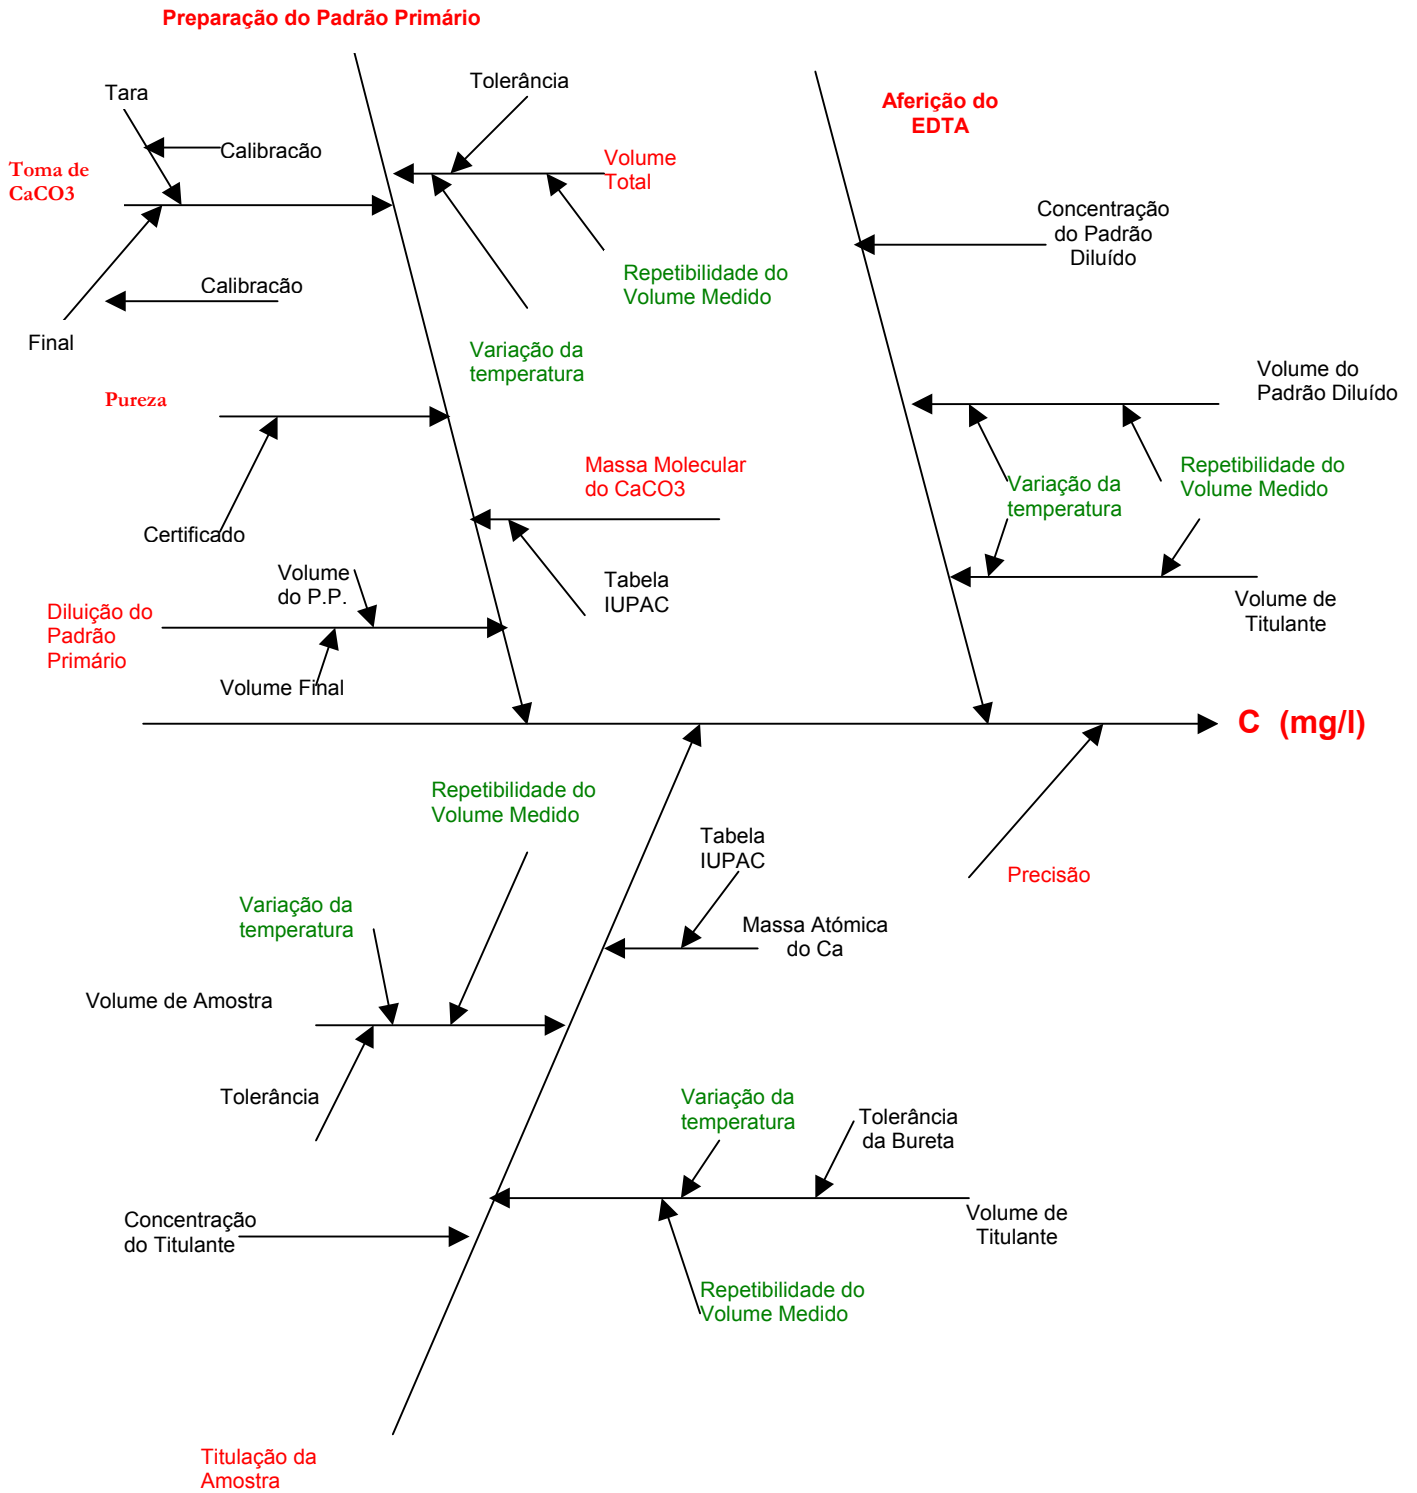 Preparação do Padrão Primário
Tolerância
Tara
Aferição do
EDTA
Calibracão
Volume
Total
Toma de
CaCO3
Concentração
do Padrão
Diluído
Repetibilidade do
Volume Medido
Calibracão
Final
Variação da
temperatura
Volume do
Padrão Diluído
Pureza
Massa Molecular
do CaCO3
Repetibilidade do
Volume Medido
Variação da
temperatura
Certificado
Volume
do P.P.
Tabela
IUPAC
Diluição do
Padrão
Primário
Volume de
Titulante
Volume Final
C (mg/l)
Repetibilidade do
Volume Medido
Tabela
IUPAC
Precisão
Variação da
temperatura
Massa Atómica
do Ca
Volume de Amostra
Tolerância
Variação da
temperatura
Tolerância
da Bureta
Concentração
do Titulante
Volume de
Titulante
Repetibilidade do
Volume Medido
Titulação da
Amostra